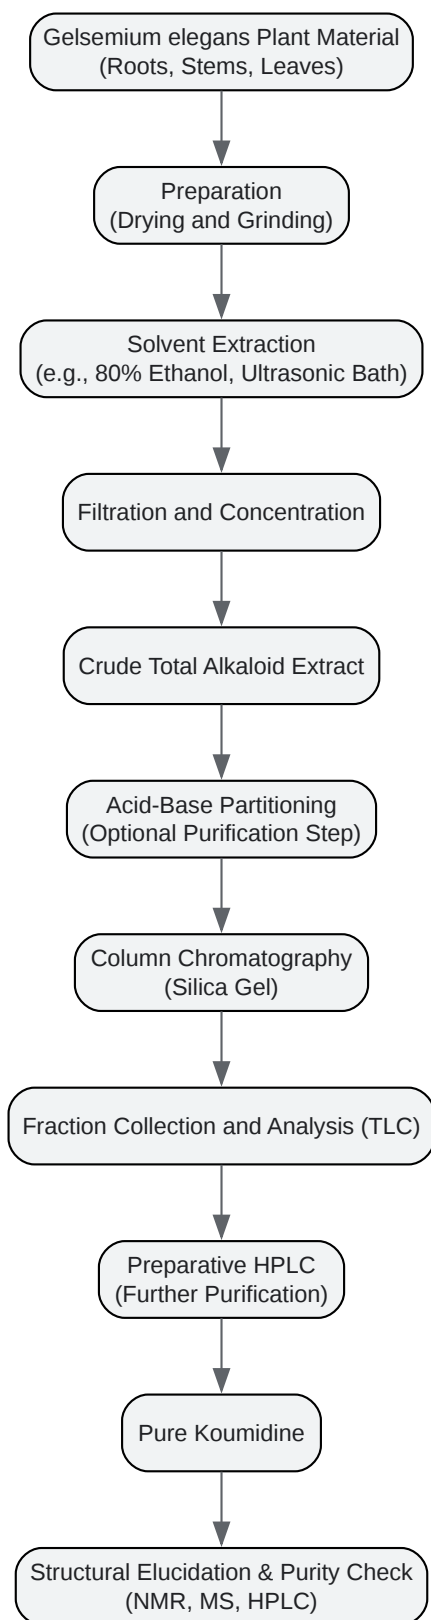 Gelsemium elegans Plant Material
(Roots, Stems, Leaves)
Preparation
(Drying and Grinding)
Solvent Extraction
(e.g., 80% Ethanol, Ultrasonic Bath)
Filtration and Concentration
Crude Total Alkaloid Extract
Acid-Base Partitioning
(Optional Purification Step)
Column Chromatography
(Silica Gel)
Fraction Collection and Analysis (TLC)
Preparative HPLC
(Further Purification)
Pure Koumidine
Structural Elucidation & Purity Check
(NMR, MS, HPLC)